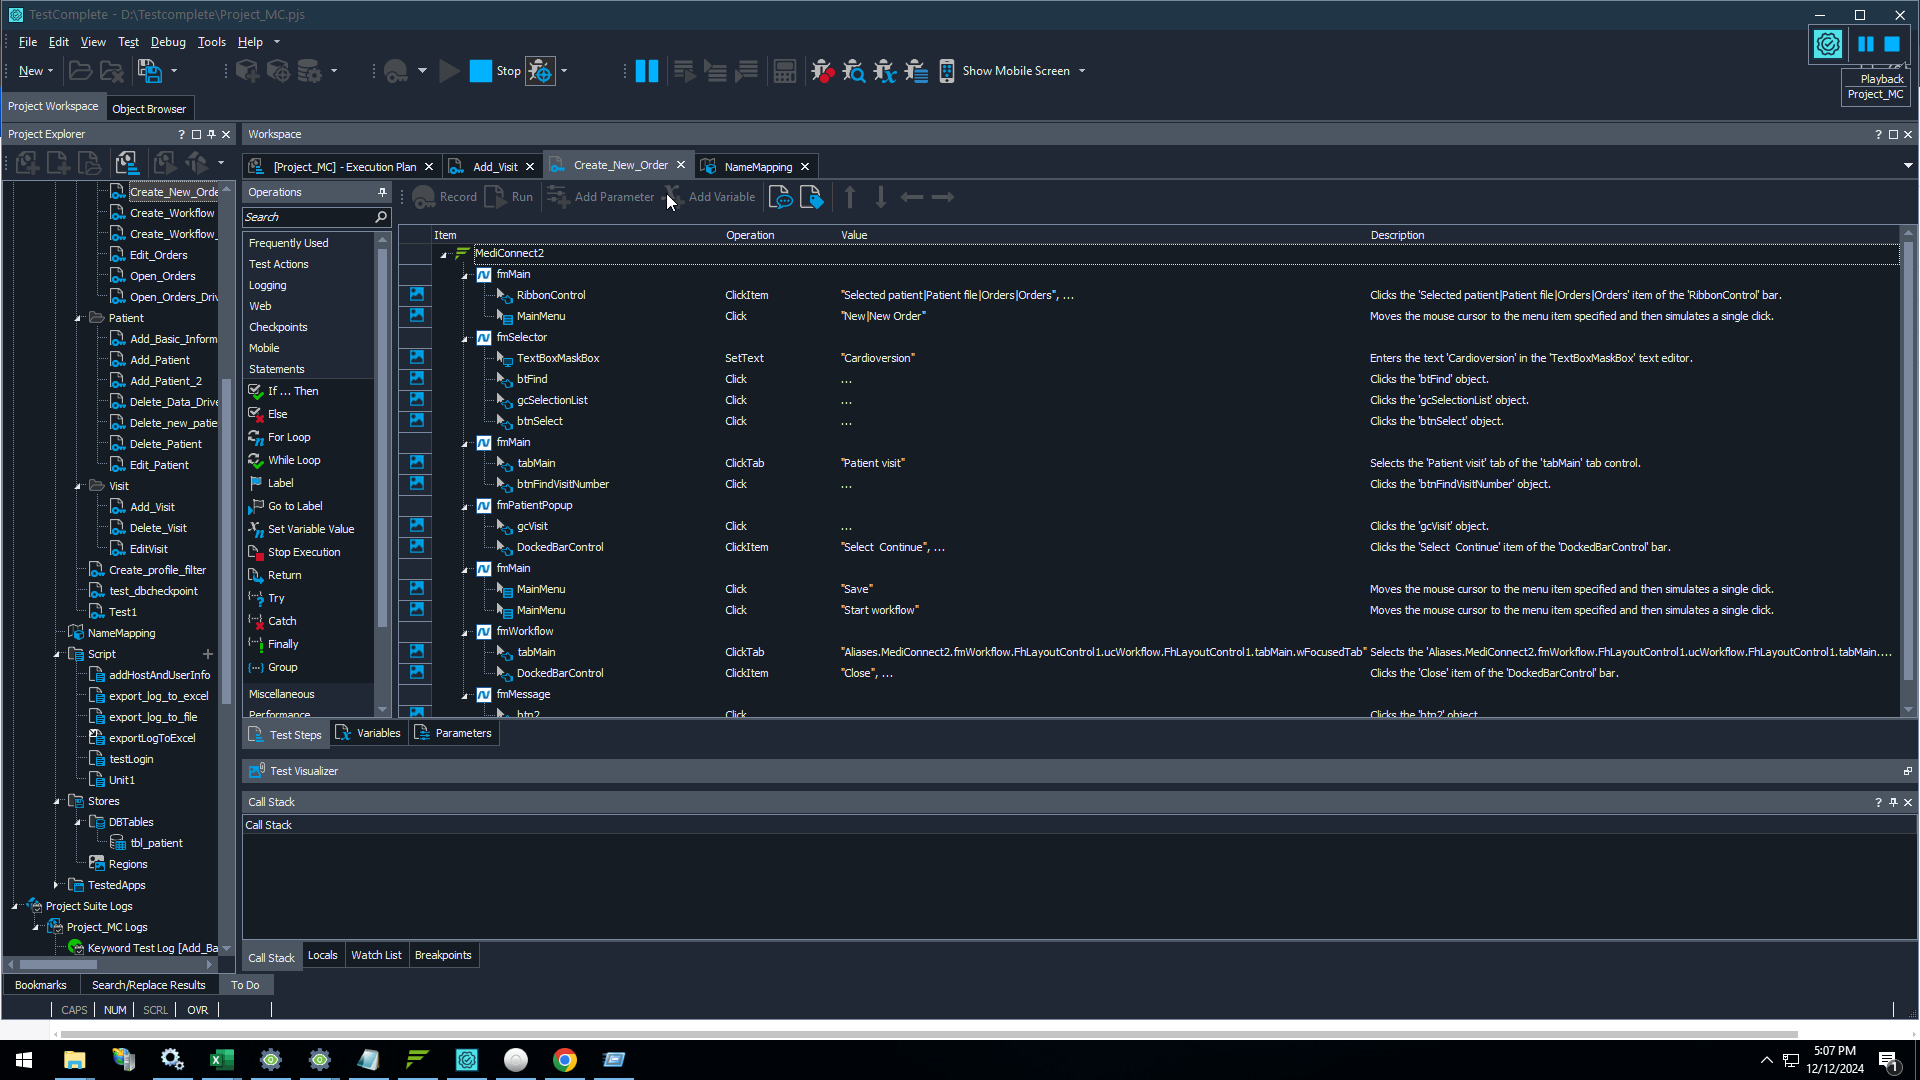 TestComplete - D:\Testcomplete\Project_MC.pjs
File Edit View Test Debug Tools Help
New Stop Show Mobile Screen
Playback
Project_MC
Project Workspace Object Browser
Project Explorer ?
Workspace ?
[Project_MC] - Execution Plan Add_Visit Create_New_Order NameMapping
Create_New_Orde
Create_Workflow
Create_Workflow_
Edit_Orders
Open_Orders
Open_Orders_Driv
Patient
Add_Basic_Inform
Add_Patient
Add_Patient_2
Delete_Data_Drive
Delete_new_patie
Delete_Patient
Edit_Patient
Visit
Add_Visit
Delete_Visit
EditVisit
Create_profile_filter
test_dbcheckpoint
Test1
NameMapping
Script
addHostAndUserInfo
export_log_to_excel
export_log_to_file
exportLogToExcel
testLogin
Unit1
Stores
DBTables
tbl_patient
Regions
TestedApps
Project Suite Logs
Project_MC Logs
Keyword Test Log [Add_Ba
Operations
Search
Frequently Used
Test Actions
Logging
Web
Checkpoints
Mobile
Statements
If ... Then
Else
For Loop
While Loop
Label
Go to Label
Set Variable Value
Stop Execution
Return
Try
Catch
Finally
Group
Miscellaneous
Performance
Record Run Add Parameter Add Variable
Item Operation Value Description
MediConnect2
fmMain
RibbonControl ClickItem "Selected patient|Patient file|Orders|Orders", ... Clicks the 'Selected patient|Patient file|Orders|Orders' item of the 'RibbonControl' bar.
MainMenu Click "New|New Order" Moves the mouse cursor to the menu item specified and then simulates a single click.
fmSelector
TextBoxMaskBox SetText "Cardioversion" Enters the text 'Cardioversion' in the 'TextBoxMaskBox' text editor.
btFind Click ... Clicks the 'btFind' object.
gcSelectionList Click ... Clicks the 'gcSelectionList' object.
btnSelect Click ... Clicks the 'btnSelect' object.
fmMain
tabMain ClickTab "Patient visit" Selects the 'Patient visit' tab of the 'tabMain' tab control.
btnFindVisitNumber Click ... Clicks the 'btnFindVisitNumber' object.
fmPatientPopup
gcVisit Click ... Clicks the 'gcVisit' object.
DockedBarControl ClickItem "Select  Continue", ... Clicks the 'Select  Continue' item of the 'DockedBarControl' bar.
fmMain
MainMenu Click "Save" Moves the mouse cursor to the menu item specified and then simulates a single click.
MainMenu Click "Start workflow" Moves the mouse cursor to the menu item specified and then simulates a single click.
fmWorkflow
tabMain ClickTab "Aliases.MediConnect2.fmWorkflow.FhLayoutControl1.ucWorkflow.FhLayoutControl1.tabMain.wFocusedTab" Selects the 'Aliases.MediConnect2.fmWorkflow.FhLayoutControl1.ucWorkflow.FhLayoutControl1.tabMain....
DockedBarControl ClickItem "Close", ... Clicks the 'Close' item of the 'DockedBarControl' bar.
fmMessage
btn2 Click Clicks the 'btn2' object.
Test Steps Variables Parameters
Test Visualizer
Call Stack ?
Call Stack
Call Stack Locals Watch List Breakpoints
Bookmarks Search/Replace Results To Do
CAPS NUM SCRL OVR
5:07 PM
12/12/2024
1